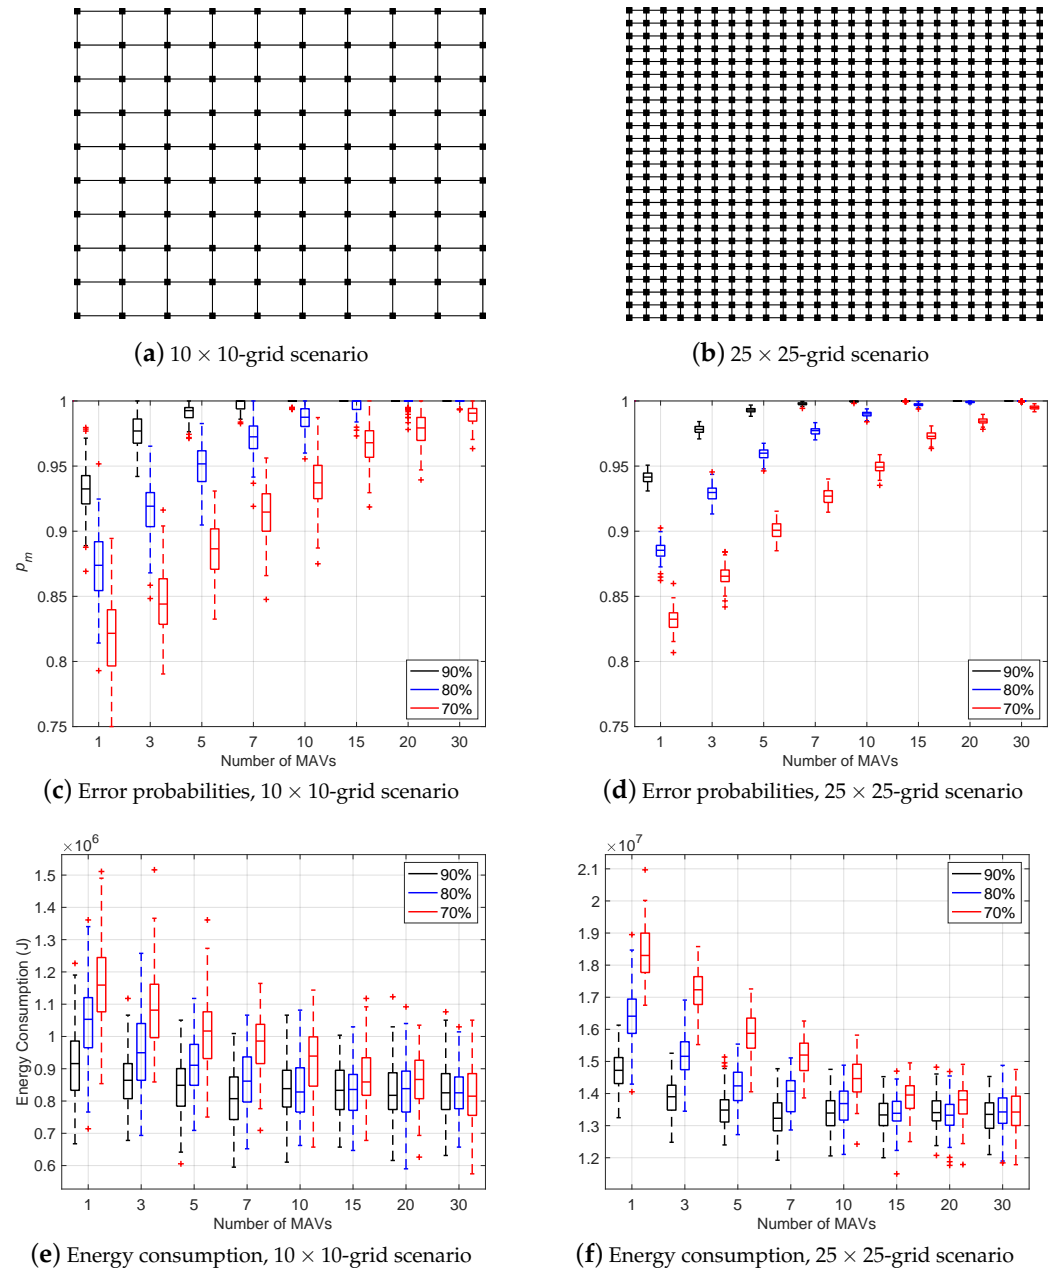 (a) 10 × 10-grid scenario
(b) 25 × 25-grid scenario
1
0.95
0.9
0.85
0.8
0.75
p_m
90%
80%
70%
1 3 5 7 10 15 20 30
Number of MAVs
(c) Error probabilities, 10 × 10-grid scenario
1
0.95
0.9
0.85
0.8
0.75
90%
80%
70%
1 3 5 7 10 15 20 30
Number of MAVs
(d) Error probabilities, 25 × 25-grid scenario
×10^6
1.5
1.4
1.3
1.2
1.1
1
0.9
0.8
0.7
0.6
Energy Consumption (J)
90%
80%
70%
1 3 5 7 10 15 20 30
Number of MAVs
(e) Energy consumption, 10 × 10-grid scenario
×10^7
2.1
2
1.9
1.8
1.7
1.6
1.5
1.4
1.3
1.2
90%
80%
70%
1 3 5 7 10 15 20 30
Number of MAVs
(f) Energy consumption, 25 × 25-grid scenario